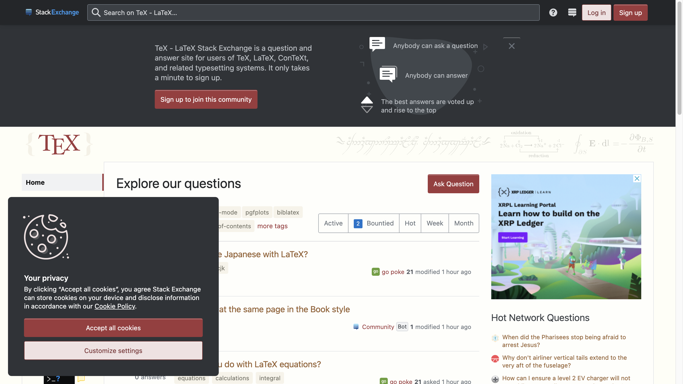 StackExchange
Search on TeX - LaTeX…
Log in
Sign up
TeX - LaTeX Stack Exchange is a question
and answer site for users of TeX, LaTeX, ConTeXt,
and related typesetting systems. It only takes
a minute to sign up.
Sign up to join this community
Anybody can ask a question
Anybody can answer
The best answers are voted up
and rise to the top
{TEX}
Home
Explore our questions
Ask Question
-mode
pgfplots
biblatex
of-contents
more tags
Active
2 Bountied
Hot
Week
Month
e Japanese with LaTeX?
jk
go poke 21 modified 1 hour ago
at the same page in the Book style
Community Bot 1 modified 1 hour ago
u do with LaTeX equations?
0 answers
equations
calculations
integral
go poke 21 asked 1 hour ago
Your privacy
By clicking “Accept all cookies”, you agree Stack Exchange
can store cookies on your device and disclose information
in accordance with our Cookie Policy.
Accept all cookies
Customize settings
XRP LEDGER | LEARN
XRPL Learning Portal
Learn how to build on the
XRP Ledger
Start Learning
Hot Network Questions
When did the Pharisees stop being afraid to
arrest Jesus?
Why don't airliner vertical tails extend to the
very aft of the fuselage?
How can I ensure a level 2 EV charger will not